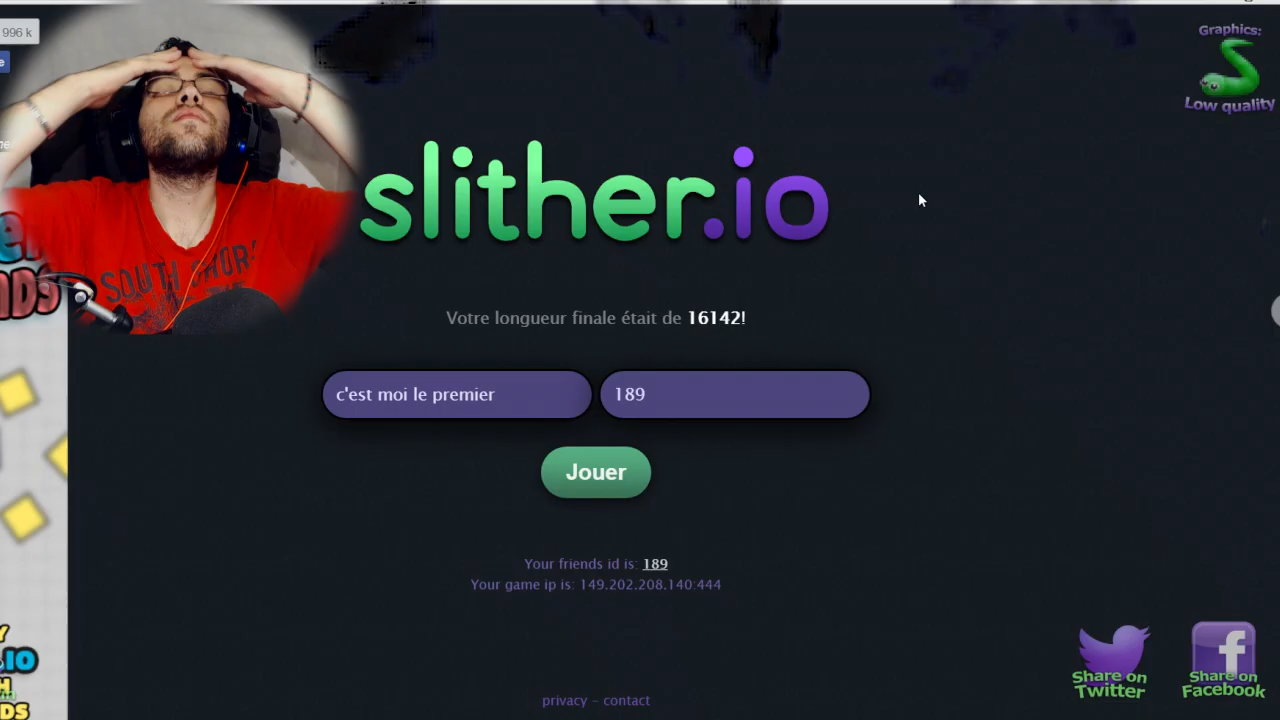 996 k
Graphics:
Low quality
slither.io
SOUTH SHORE
Votre longueur finale était de 16142!
c'est moi le premier
189
Jouer
Your friends id is: 189
Your game ip is: 149.202.208.140:444
Share on
Twitter
Share on
Facebook
.IO
privacy - contact